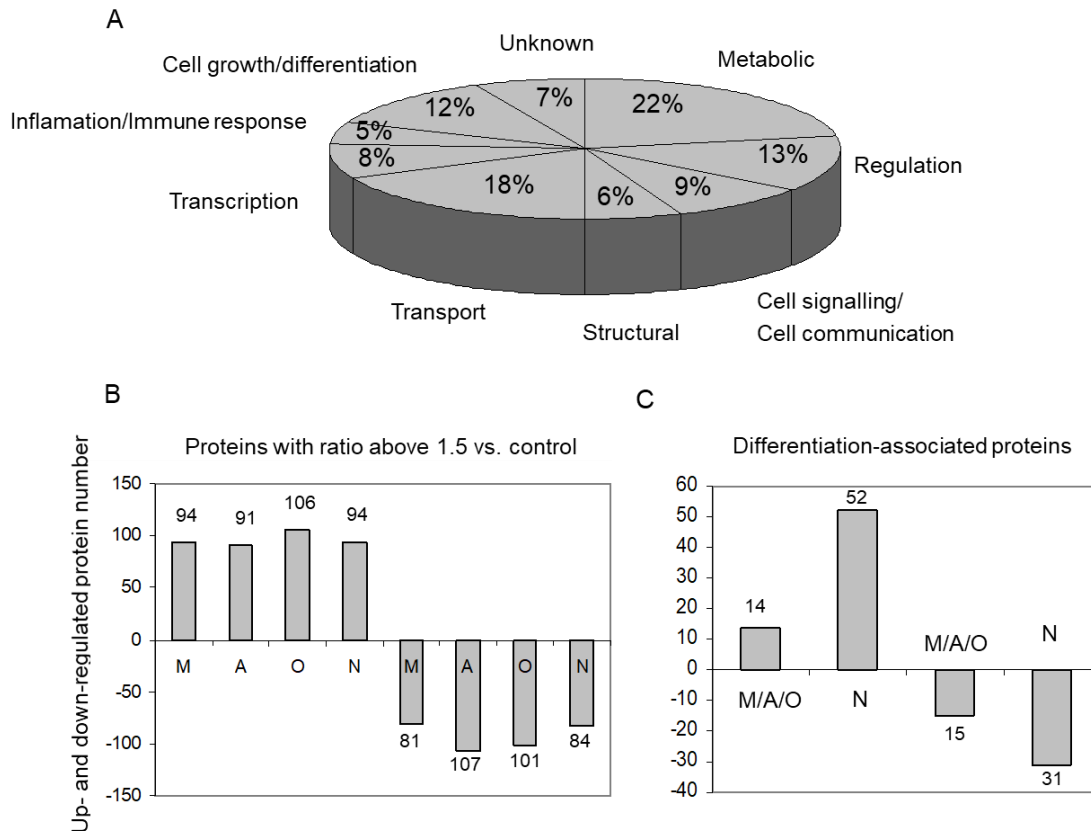 A
Unknown
Metabolic
Cell growth/differentiation
7%
22%
12%
Inflamation/Immune response
5%
13%
8%
Regulation
18%
9%
6%
Transcription
Transport
Structural
Cell signalling/
Cell communication
B
Proteins with ratio above 1.5 vs. control
Up- and down-regulated protein number
150
100
50
0
-50
-100
-150
94
91
106
94
M
A
O
N
M
A
O
N
81
107
101
84
C
Differentiation-associated proteins
60
50
40
30
20
10
0
-10
-20
-30
-40
14
52
M/A/O
N
M/A/O
N
15
31